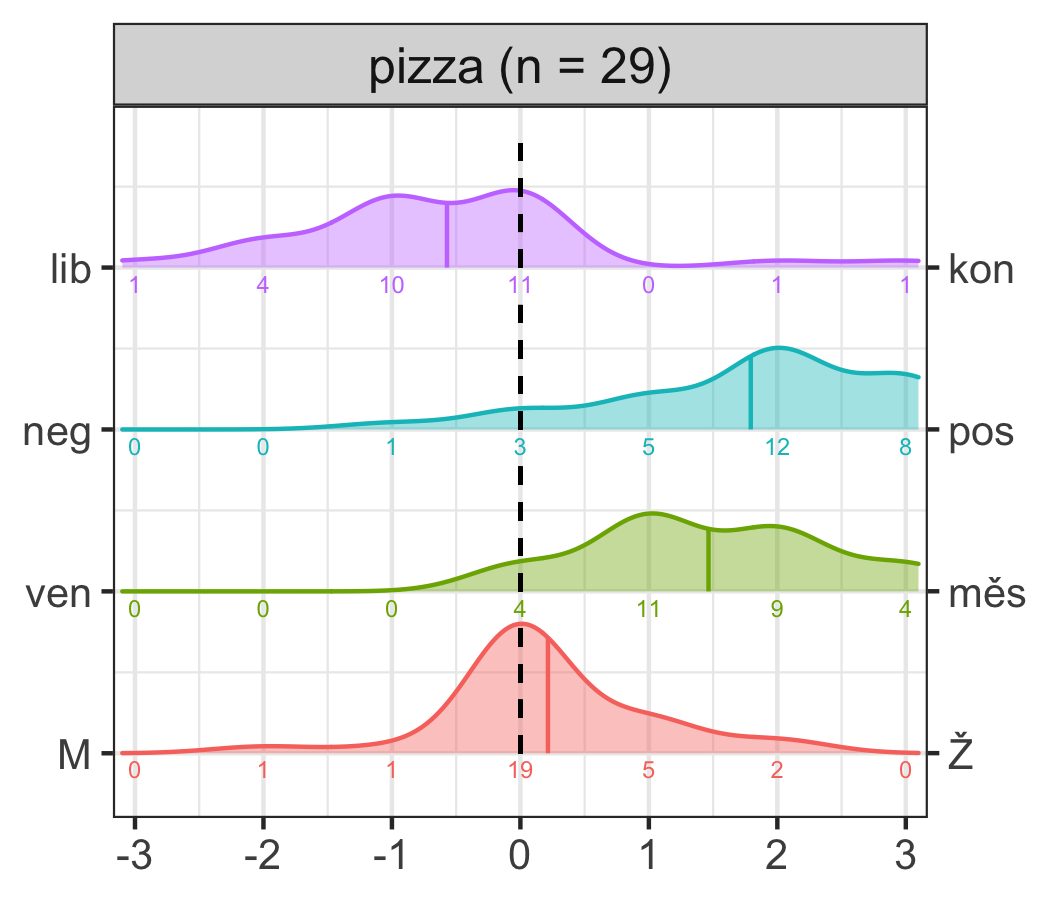 pizza (n = 29)
lib kon
1 4 10 11 0 1 1
neg pos
0 0 1 3 5 12 8
ven měs
0 0 0 4 11 9 4
M Ž
0 1 1 19 5 2 0
-3 -2 -1 0 1 2 3